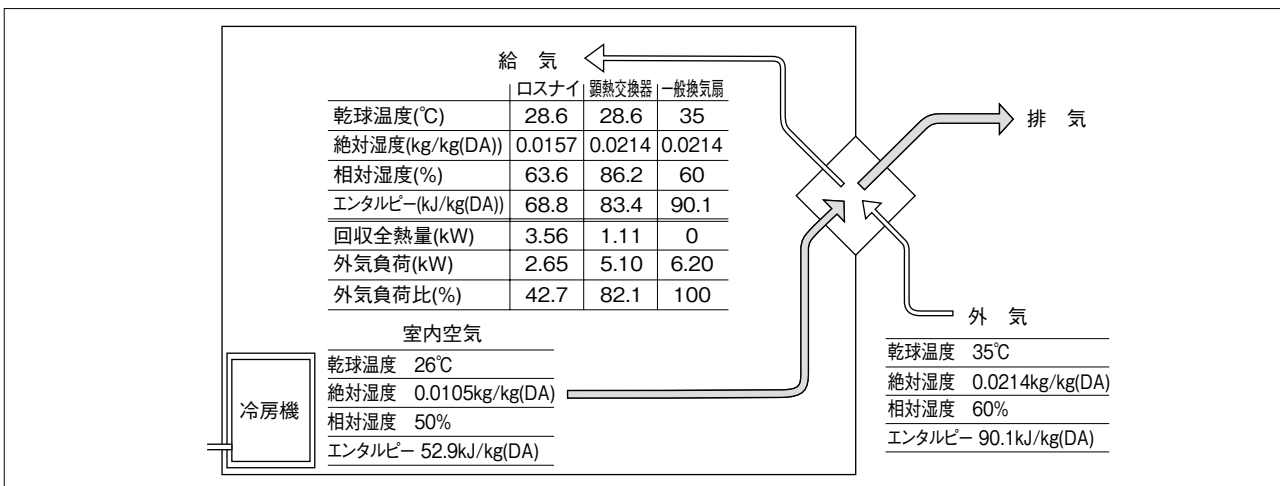 給 気
排 気
ロスナイ 顕熱交換器 一般換気扇
乾球温度(℃) 28.6 28.6 35
絶対湿度(kg/kg(DA)) 0.0157 0.0214 0.0214
相対湿度(%) 63.6 86.2 60
エンタルピー(kJ/kg(DA)) 68.8 83.4 90.1
回収全熱量(kW) 3.56 1.11 0
外気負荷(kW) 2.65 5.10 6.20
外気負荷比(%) 42.7 82.1 100
室内空気
乾球温度 26℃
絶対湿度 0.0105kg/kg(DA)
相対湿度 50%
エンタルピー 52.9kJ/kg(DA)
冷房機
外 気
乾球温度 35℃
絶対湿度 0.0214kg/kg(DA)
相対湿度 60%
エンタルピー 90.1kJ/kg(DA)